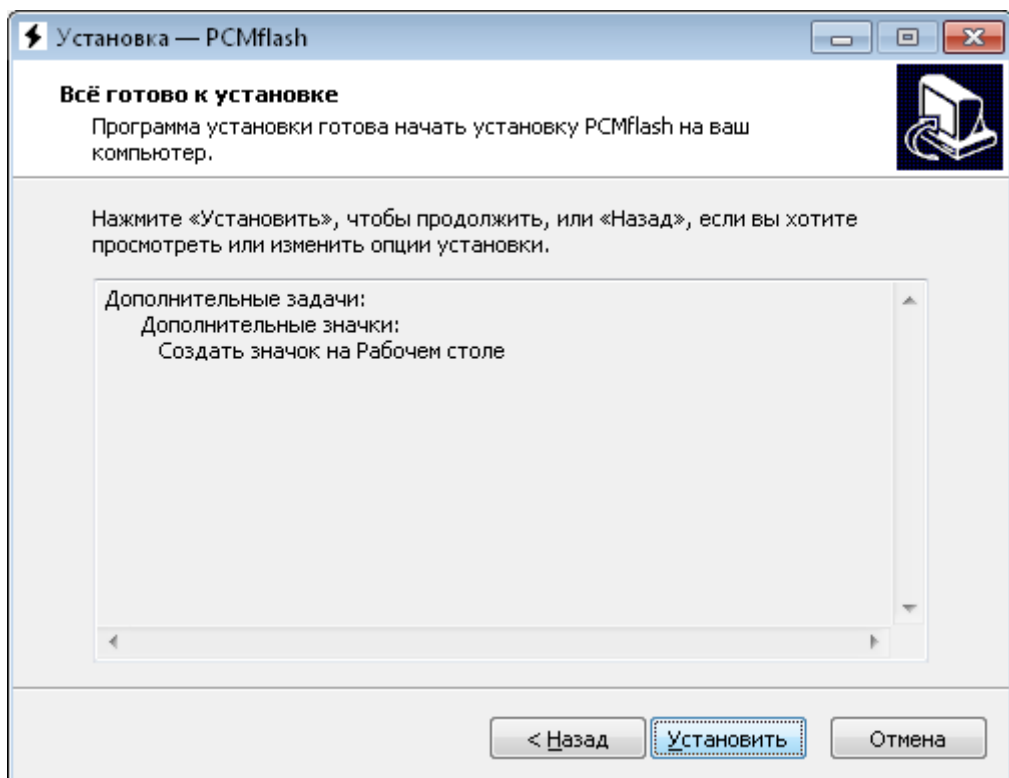 Установка — PCMflash
Всё готово к установке
Программа установки готова начать установку PCMflash на ваш
компьютер.
Нажмите «Установить», чтобы продолжить, или «Назад», если вы хотите
просмотреть или изменить опции установки.
Дополнительные задачи:
Дополнительные значки:
Создать значок на Рабочем столе
< Назад
Установить
Отмена